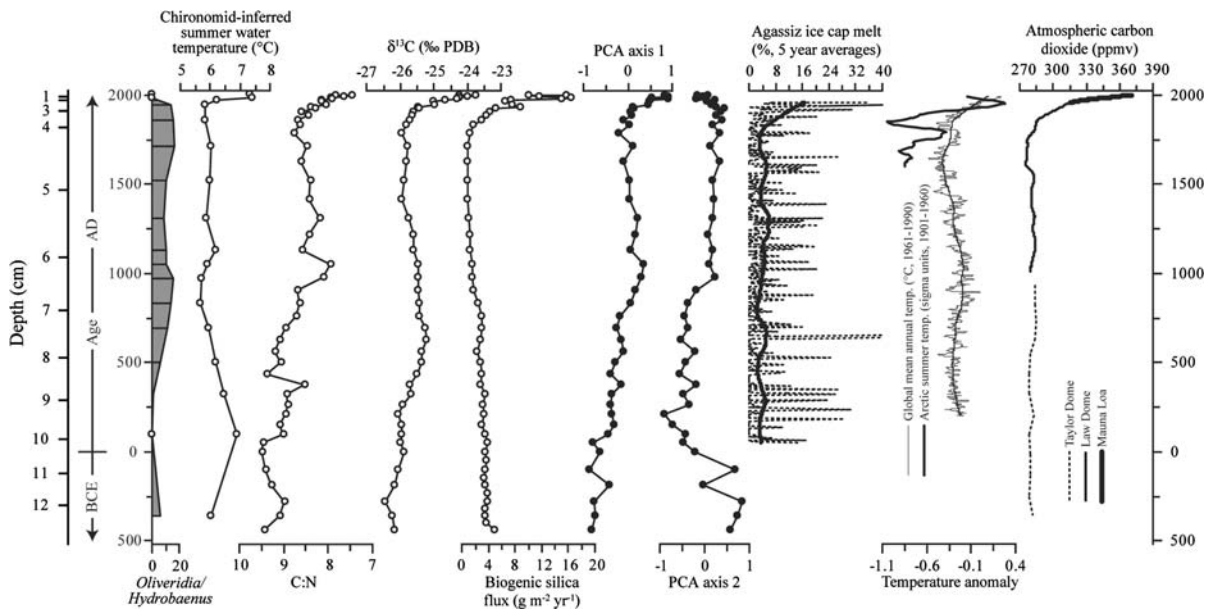 Chironomid-inferred
summer water
temperature (°C)
5 6 7 8
δ¹³C (‰ PDB)
-27 -26 -25 -24 -23
PCA axis 1
-1 0 1
Agassiz ice cap melt
(%, 5 year averages)
0 8 16 24 32 40
Atmospheric carbon
dioxide (ppmv)
270 300 330 360 390
Depth (cm)
1
2
3
4
5
6
7
8
9
10
11
12
AD
Age
BCE
2000
1500
1000
500
0
500
0 20
Oliveridia/
Hydrobaenus
10 9 8 7
C:N
0 4 8 12 16 20
Biogenic silica
flux (g m⁻² yr⁻¹)
-1 0 1
PCA axis 2
Global mean annual temp. (°C, 1961-1990)
Arctic summer temp. (sigma units, 1901-1960)
-1.1 -0.6 -0.1 0.4
Temperature anomaly
Taylor Dome
Law Dome
Mauna Loa
2000
1500
1000
500
0
500